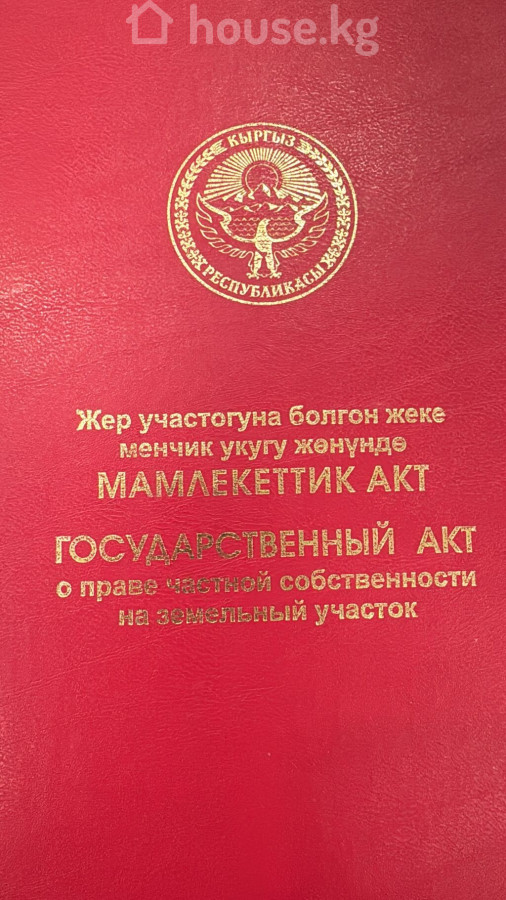 house.kg
КЫРГЫЗ
РЕСПУБЛИКАСЫ
Жер участогуна болгон жеке
менчик укугу жөнүндө
МАМЛЕКЕТТИК АКТ
ГОСУДАРСТВЕННЫЙ АКТ
о праве частной собственности
на земельный участок